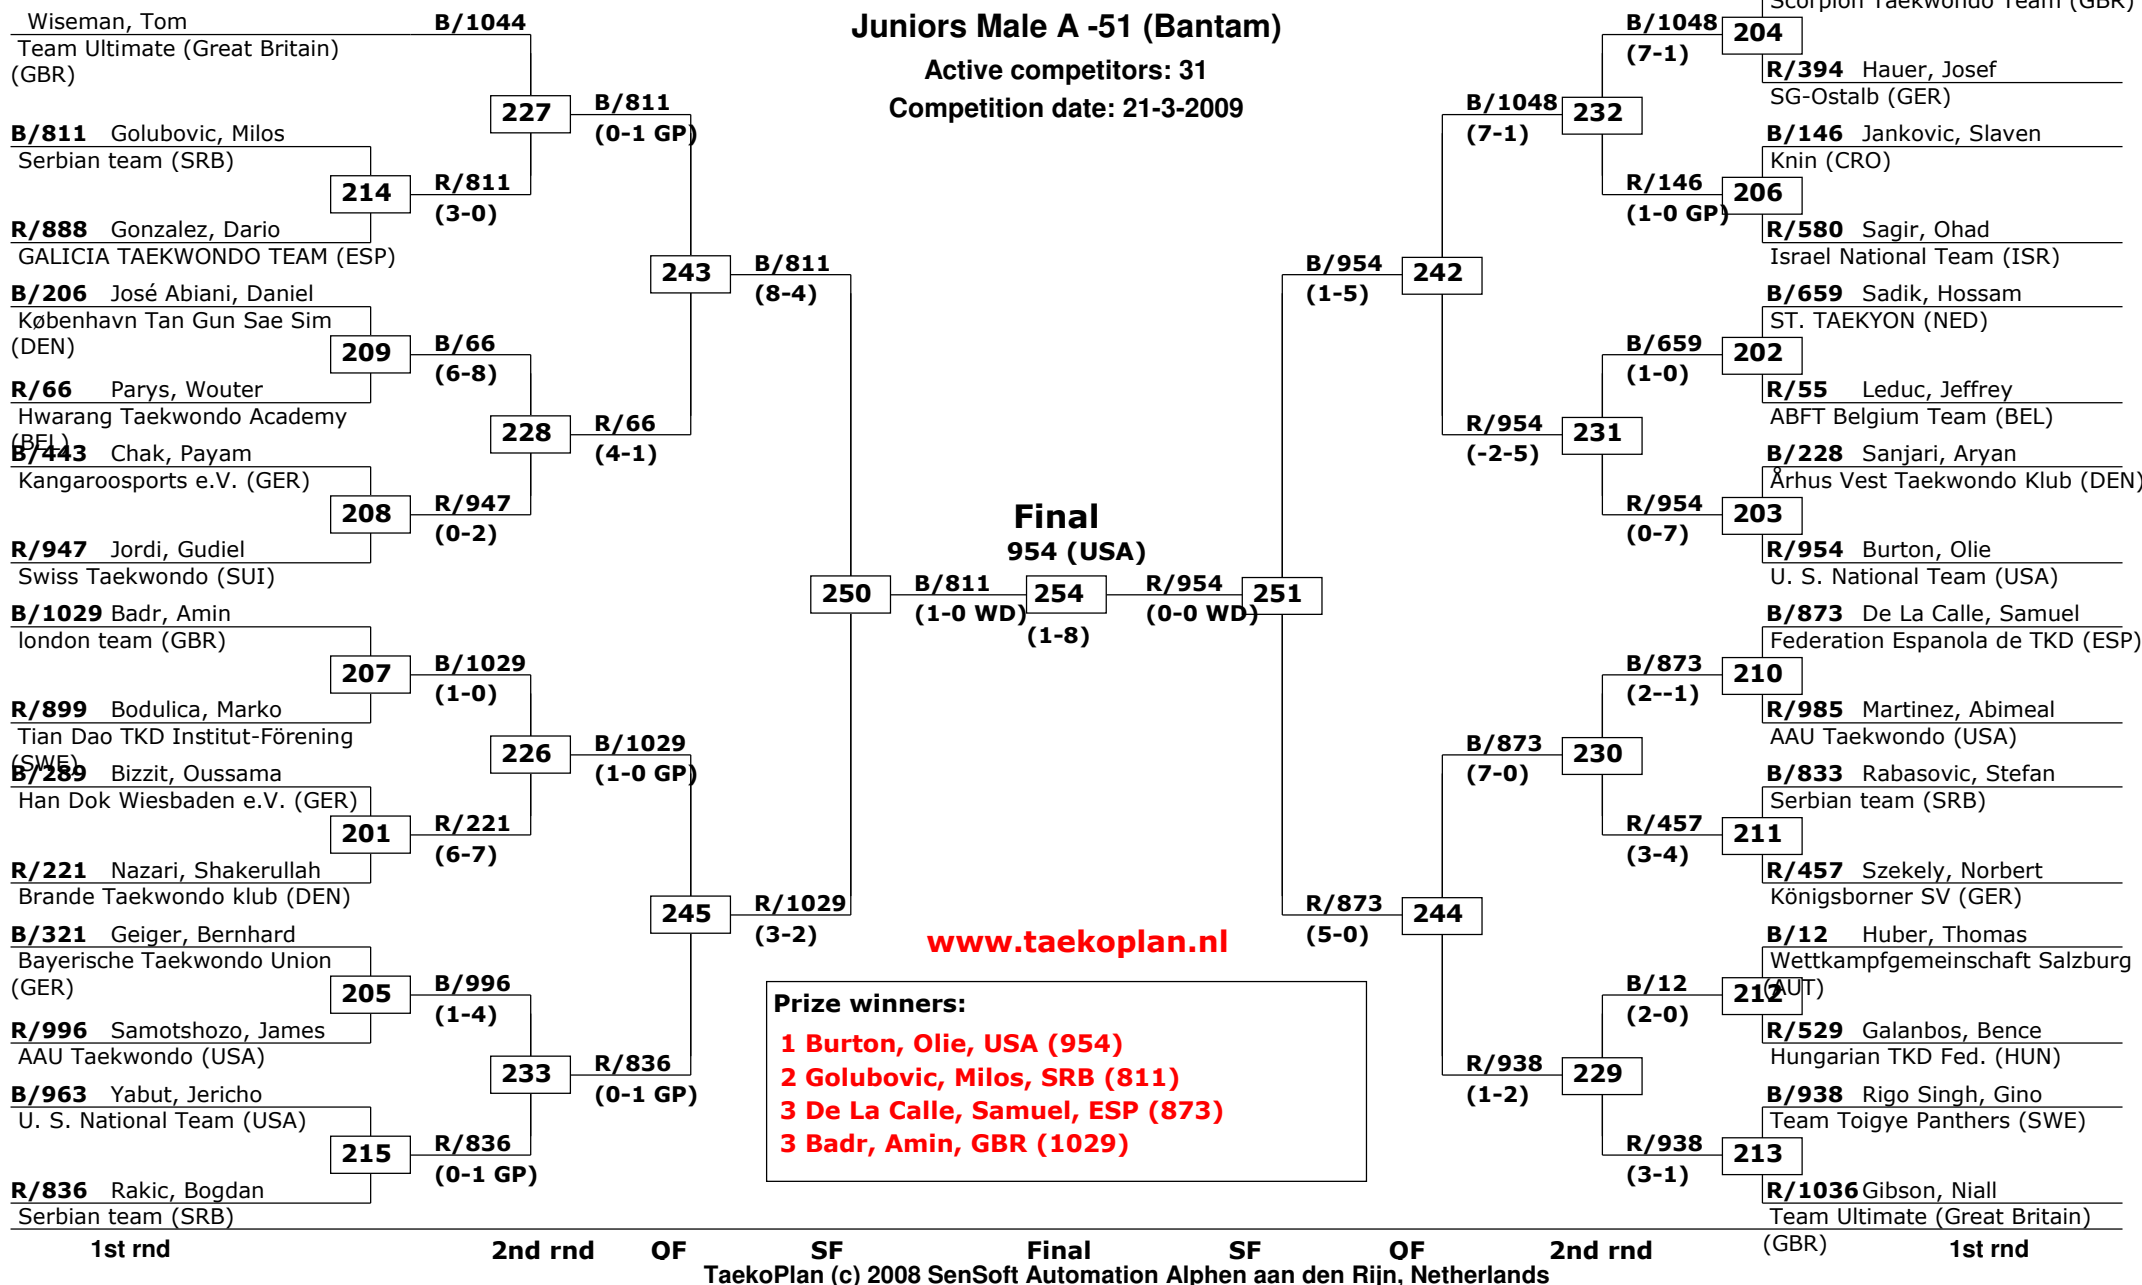 Juniors Male A -51 (Bantam)
Active competitors: 31
Competition date: 21-3-2009
Wiseman, Tom
Team Ultimate (Great Britain)
(GBR)
B/811 Golubovic, Milos
Serbian team (SRB)
R/888 Gonzalez, Dario
GALICIA TAEKWONDO TEAM (ESP)
B/206 José Abiani, Daniel
København Tan Gun Sae Sim
(DEN)
R/66 Parys, Wouter
Hwarang Taekwondo Academy
(BEL)
B/443 Chak, Payam
Kangaroosports e.V. (GER)
R/947 Jordi, Gudiel
Swiss Taekwondo (SUI)
B/1029 Badr, Amin
london team (GBR)
R/899 Bodulica, Marko
Tian Dao TKD Institut-Förening
(SWE)
B/289 Bizzit, Oussama
Han Dok Wiesbaden e.V. (GER)
R/221 Nazari, Shakerullah
Brande Taekwondo klub (DEN)
B/321 Geiger, Bernhard
Bayerische Taekwondo Union
(GER)
R/996 Samotshozo, James
AAU Taekwondo (USA)
B/963 Yabut, Jericho
U. S. National Team (USA)
R/836 Rakic, Bogdan
Serbian team (SRB)
214
209
208
207
201
205
215
B/1044
R/811
(3-0)
B/66
(6-8)
R/947
(0-2)
B/1029
(1-0)
R/221
(6-7)
B/996
(1-4)
R/836
(0-1 GP)
227
228
226
233
B/811
(0-1 GP)
R/66
(4-1)
B/1029
(1-0 GP)
R/836
(0-1 GP)
243
245
B/811
(8-4)
R/1029
(3-2)
250
B/811
(1-0 WD)
Final
954 (USA)
254
(1-8)
R/954
(0-0 WD)
251
B/954
(1-5)
R/873
(5-0)
242
244
B/1048
(7-1)
R/954
(-2-5)
B/873
(7-0)
R/938
(1-2)
232
231
230
229
B/1048
(7-1)
R/146
(1-0 GP)
B/659
(1-0)
R/954
(0-7)
B/873
(2--1)
R/457
(3-4)
B/12
(2-0)
R/938
(3-1)
204
206
202
203
210
211
212
213
Scorpion Taekwondo Team (GBR)
R/394 Hauer, Josef
SG-Ostalb (GER)
B/146 Jankovic, Slaven
Knin (CRO)
R/580 Sagir, Ohad
Israel National Team (ISR)
B/659 Sadik, Hossam
ST. TAEKYON (NED)
R/55 Leduc, Jeffrey
ABFT Belgium Team (BEL)
B/228 Sanjari, Aryan
Århus Vest Taekwondo Klub (DEN)
R/954 Burton, Olie
U. S. National Team (USA)
B/873 De La Calle, Samuel
Federation Espanola de TKD (ESP)
R/985 Martinez, Abimeal
AAU Taekwondo (USA)
B/833 Rabasovic, Stefan
Serbian team (SRB)
R/457 Szekely, Norbert
Königsborner SV (GER)
B/12 Huber, Thomas
Wettkampfgemeinschaft Salzburg
(AUT)
R/529 Galanbos, Bence
Hungarian TKD Fed. (HUN)
B/938 Rigo Singh, Gino
Team Toigye Panthers (SWE)
R/1036 Gibson, Niall
Team Ultimate (Great Britain)
(GBR)
www.taekoplan.nl
Prize winners:
1 Burton, Olie, USA (954)
2 Golubovic, Milos, SRB (811)
3 De La Calle, Samuel, ESP (873)
3 Badr, Amin, GBR (1029)
1st rnd 2nd rnd QF SF Final SF QF 2nd rnd 1st rnd
TaekoPlan (c) 2008 SenSoft Automation Alphen aan den Rijn, Netherlands